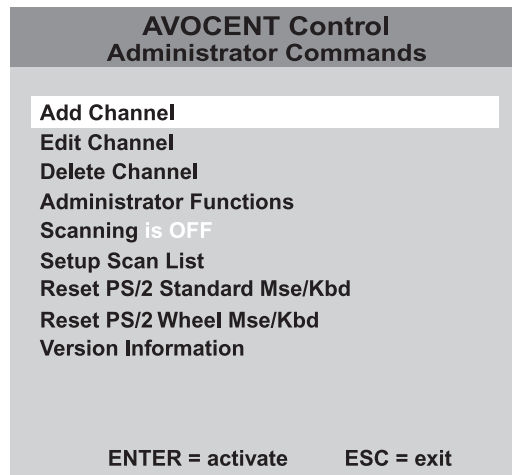 AVOCENT Control
Administrator Commands
Add Channel
Edit Channel
Delete Channel
Administrator Functions
Scanning is OFF
Setup Scan List
Reset PS/2 Standard Mse/Kbd
Reset PS/2 Wheel Mse/Kbd
Version Information
ENTER = activate ESC = exit